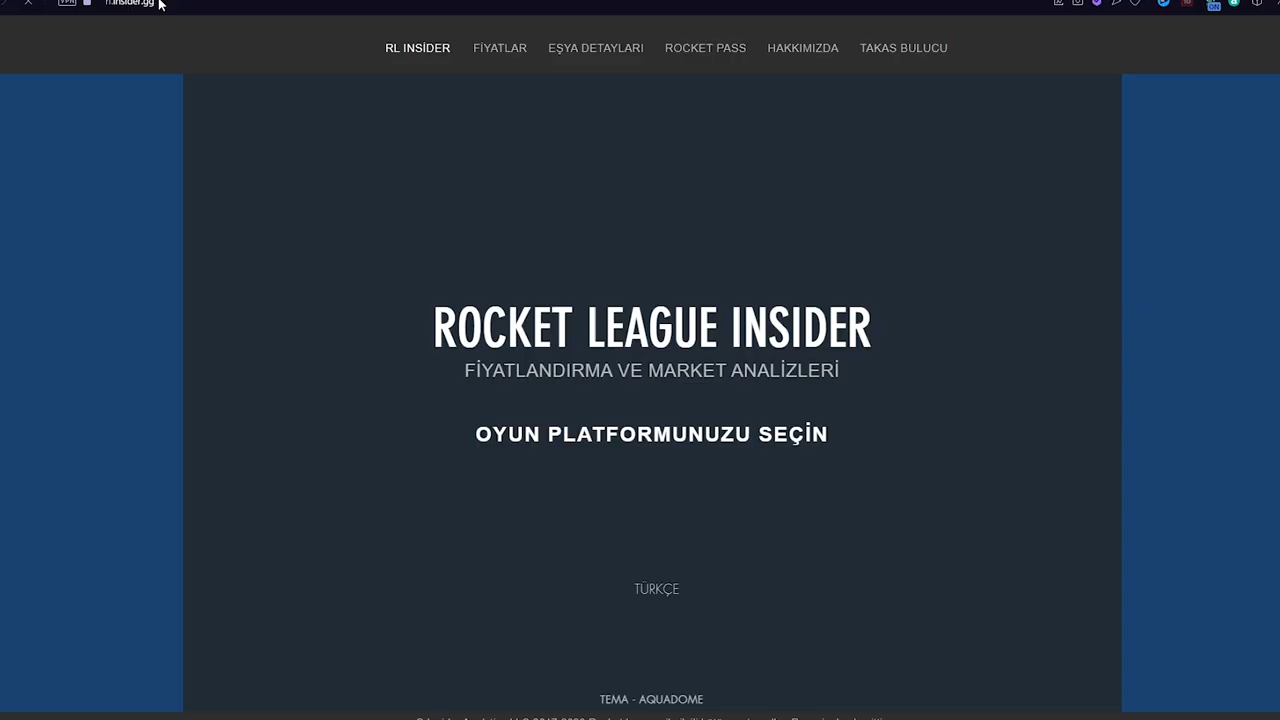 rl.insider.gg
RL INSİDER FİYATLAR EŞYA DETAYLARI ROCKET PASS HAKKIMIZDA TAKAS BULUCU
ROCKET LEAGUE INSIDER
FİYATLANDIRMA VE MARKET ANALİZLERİ
OYUN PLATFORMUNUZU SEÇİN
TÜRKÇE
TEMA - AQUADOME